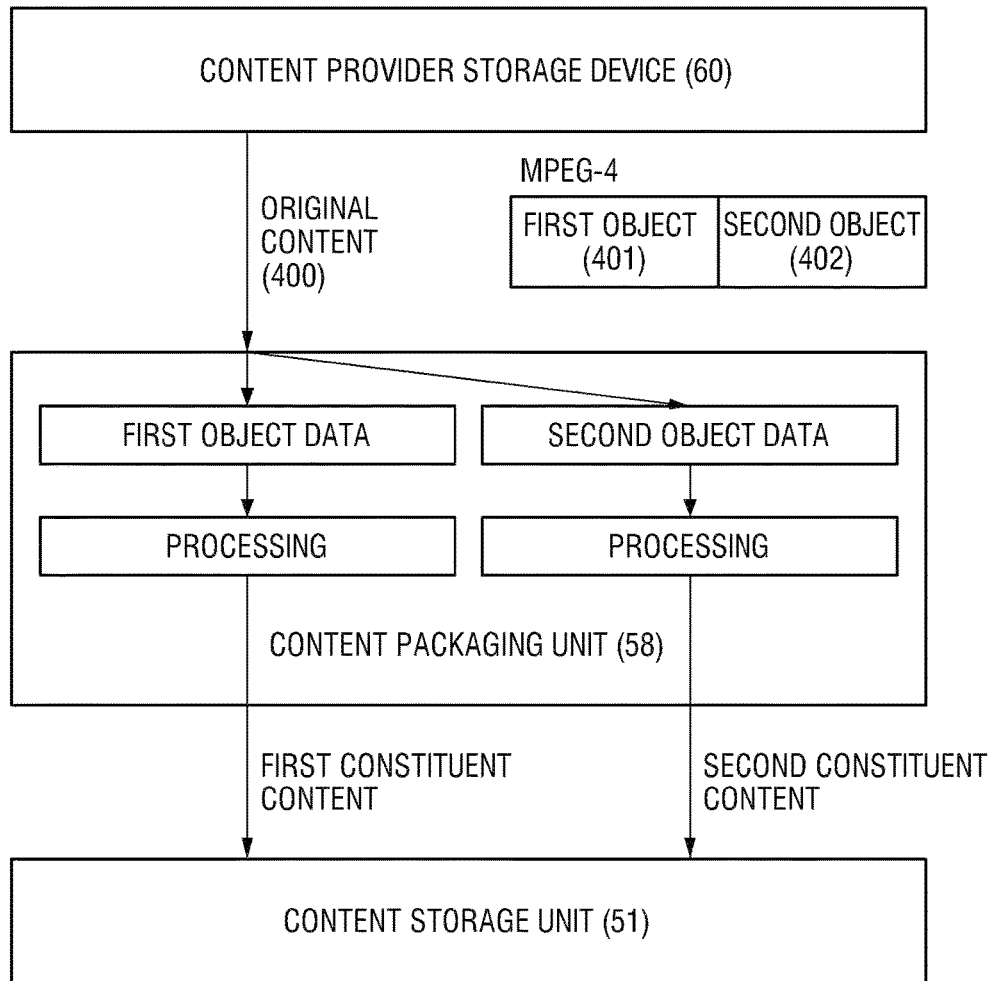 CONTENT PROVIDER STORAGE DEVICE (60)
ORIGINAL
CONTENT
(400)
MPEG-4
FIRST OBJECT
(401)
SECOND OBJECT
(402)
FIRST OBJECT DATA
SECOND OBJECT DATA
PROCESSING
PROCESSING
CONTENT PACKAGING UNIT (58)
FIRST CONSTITUENT
CONTENT
SECOND CONSTITUENT
CONTENT
CONTENT STORAGE UNIT (51)